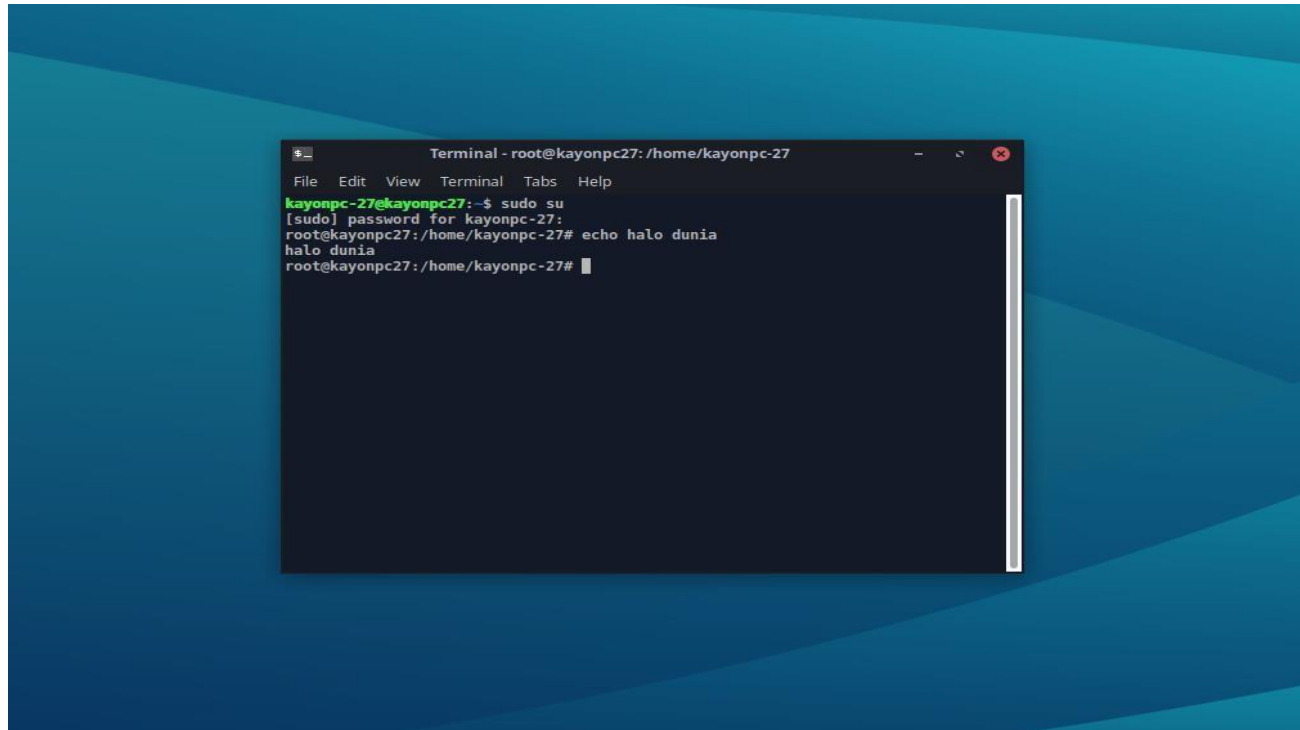 $_ Terminal - root@kayonpc27: /home/kayonpc-27
File Edit View Terminal Tabs Help
kayonpc-27@kayonpc27:~$ sudo su
[sudo] password for kayonpc-27:
root@kayonpc27:/home/kayonpc-27# echo halo dunia
halo dunia
root@kayonpc27:/home/kayonpc-27#